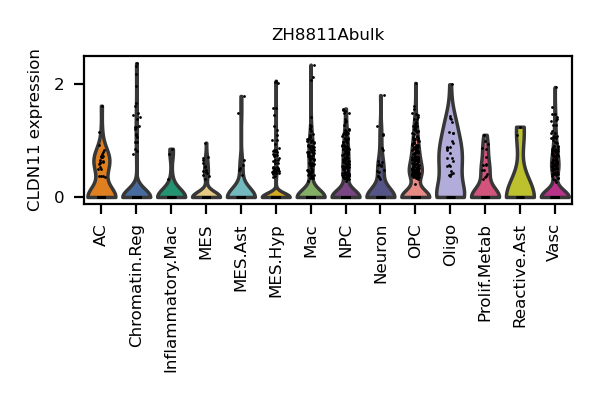 ZH8811Abulk
CLDN11 expression
2
0
AC
Chromatin.Reg
Inflammatory.Mac
MES
MES.Ast
MES.Hyp
Mac
NPC
Neuron
OPC
Oligo
Prolif.Metab
Reactive.Ast
Vasc